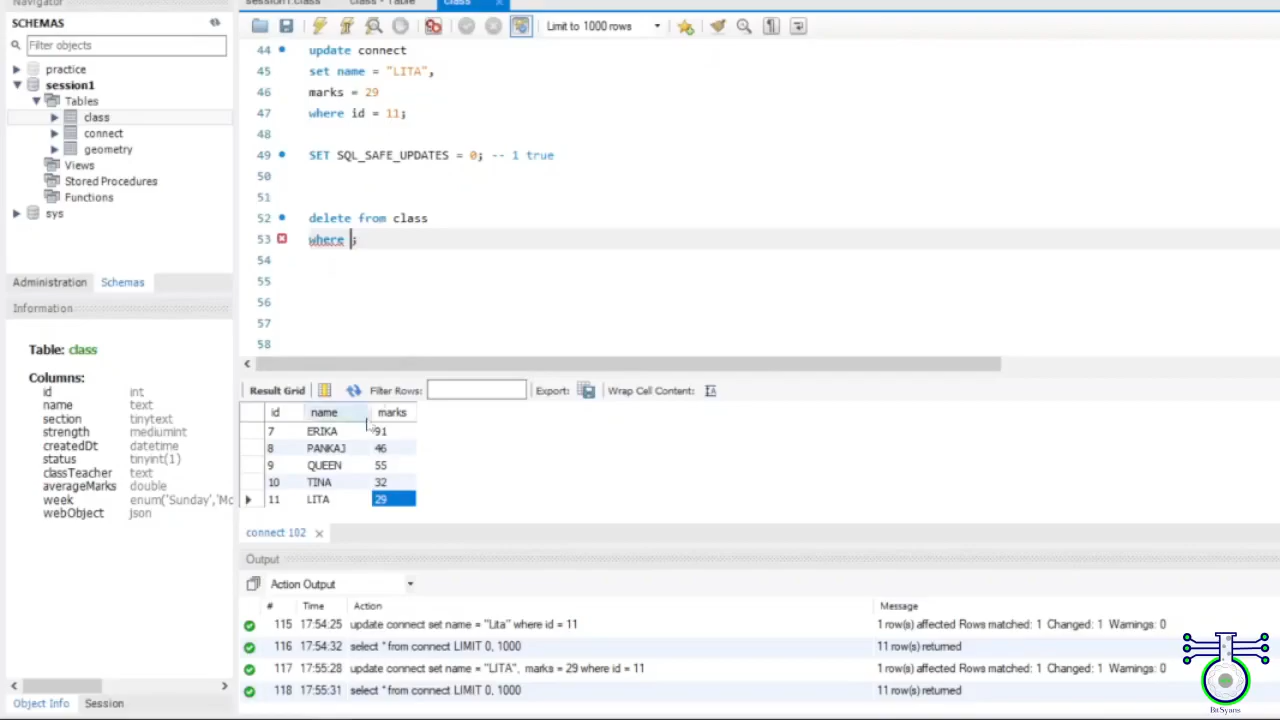 Navigator
session1.class
class - Table
class
SCHEMAS
Filter objects
practice
session1
Tables
class
connect
geometry
Views
Stored Procedures
Functions
sys
Administration
Schemas
Information
Table: class
Columns:
id int
name text
section tinytext
strength mediumint
createdDt datetime
status tinyint(1)
classTeacher text
averageMarks double
week enum('Sunday','Mo
webObject json
Object Info
Session
Limit to 1000 rows
44 update connect
45 set name = "LITA",
46 marks = 29
47 where id = 11;
48
49 SET SQL_SAFE_UPDATES = 0; -- 1 true
50
51
52 delete from class
53 where ;
54
55
56
57
58
Result Grid
Filter Rows:
Export:
Wrap Cell Content:
id name marks
7 ERIKA 91
8 PANKAJ 46
9 QUEEN 55
10 TINA 32
11 LITA 29
connect 102
Output
Action Output
# Time Action Message
115 17:54:25 update connect set name = "Lita" where id = 11 1 row(s) affected Rows matched: 1 Changed: 1 Warnings: 0
116 17:54:32 select * from connect LIMIT 0, 1000 11 row(s) returned
117 17:55:28 update connect set name = "LITA", marks = 29 where id = 11 1 row(s) affected Rows matched: 1 Changed: 1 Warnings: 0
118 17:55:31 select * from connect LIMIT 0, 1000 11 row(s) returned
BitSyans